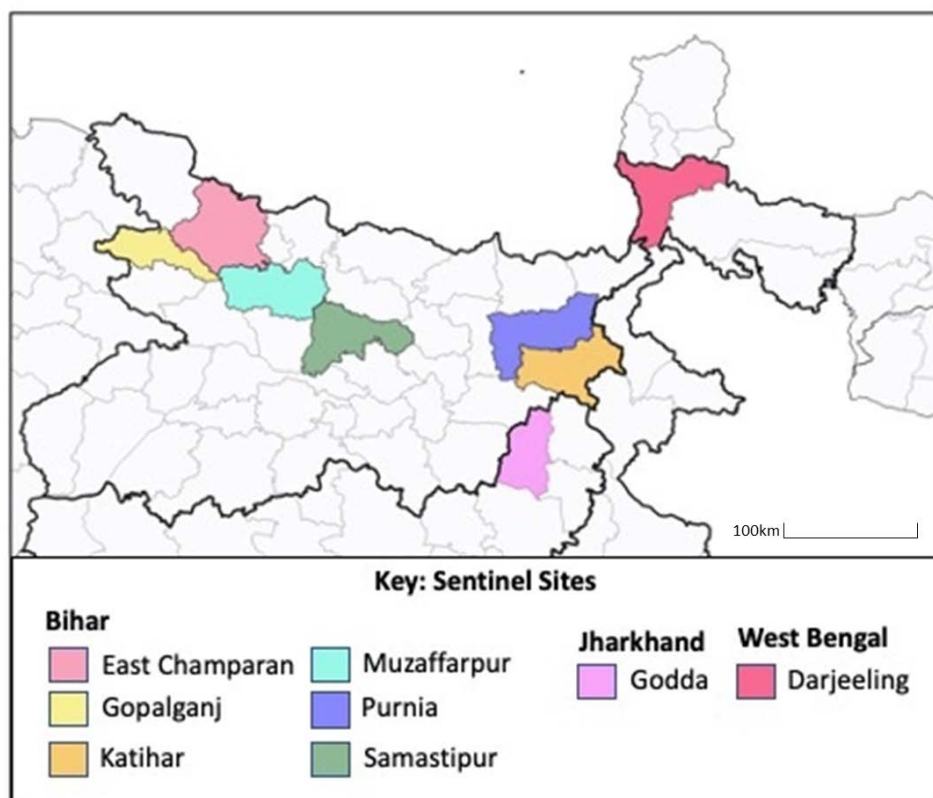 100km
Key: Sentinel Sites
Bihar
East Champaran
Gopalganj
Katihar
Muzaffarpur
Purnia
Samastipur
Jharkhand
Godda
West Bengal
Darjeeling